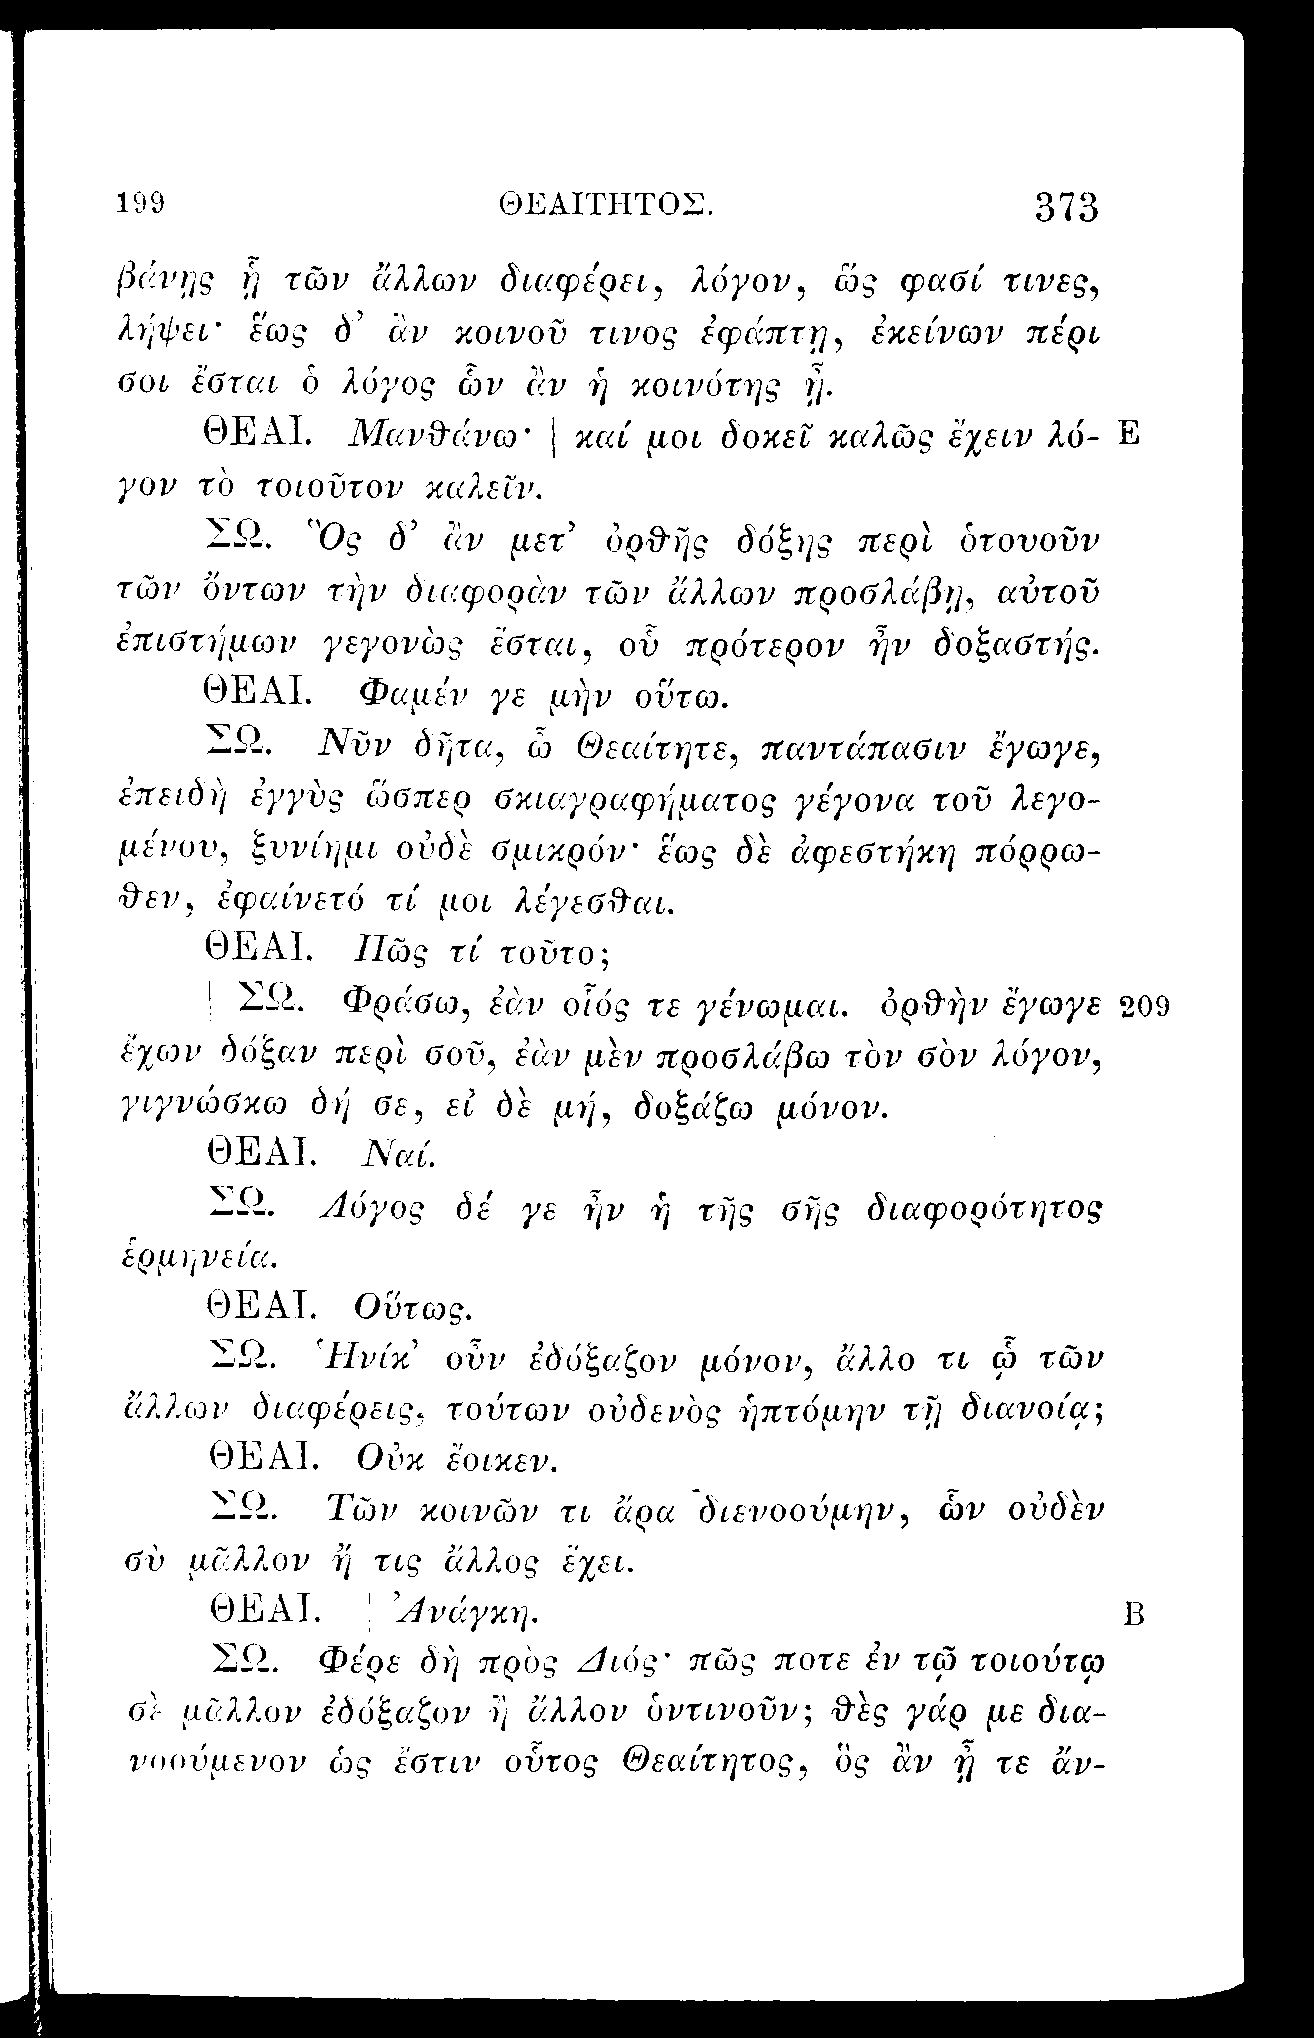 199 ΘΕΑΙΤΗΤΟΣ. 373
βάνῃς ᾗ τῶν ἄλλων διαφέρει, λόγον, ὥς φασί τινες,
λήψει· ἕως δ’ ἂν κοινοῦ τινος ἐφάπτῃ, ἐκείνων πέρι
σοι ἔσται ὁ λόγος ὧν ἂν ἡ κοινότης ᾖ.
ΘΕΑΙ. Μανθάνω· | καί μοι δοκεῖ καλῶς ἔχειν λό- E
γον τὸ τοιοῦτον καλεῖν.
ΣΩ. Ὃς δ’ ἂν μετ’ ὀρθῆς δόξης περὶ ὁτουοῦν
τῶν ὄντων τὴν διαφορὰν τῶν ἄλλων προσλάβῃ, αὐτοῦ
ἐπιστήμων γεγονὼς ἔσται, οὗ πρότερον ἦν δοξαστής.
ΘΕΑΙ. Φαμέν γε μὴν οὕτω.
ΣΩ. Νῦν δῆτα, ὦ Θεαίτητε, παντάπασιν ἔγωγε,
ἐπειδὴ ἐγγὺς ὥσπερ σκιαγραφήματος γέγονα τοῦ λεγο-
μένου, ξυνίημι οὐδὲ σμικρόν· ἕως δὲ ἀφεστήκη πόρρω-
θεν, ἐφαίνετό τί μοι λέγεσθαι.
ΘΕΑΙ. Πῶς τί τοῦτο;
| ΣΩ. Φράσω, ἐὰν οἷός τε γένωμαι. ὀρθὴν ἔγωγε 209
ἔχων δόξαν περὶ σοῦ, ἐὰν μὲν προσλάβω τὸν σὸν λόγον,
γιγνώσκω δή σε, εἰ δὲ μή, δοξάζω μόνον.
ΘΕΑΙ. Ναί.
ΣΩ. Λόγος δέ γε ἦν ἡ τῆς σῆς διαφορότητος
ἑρμηνεία.
ΘΕΑΙ. Οὕτως.
ΣΩ. Ἡνίκ’ οὖν ἐδόξαζον μόνον, ἄλλο τι ᾧ τῶν
ἄλλων διαφέρεις, τούτων οὐδενὸς ἡπτόμην τῇ διανοίᾳ;
ΘΕΑΙ. Οὐκ ἔοικεν.
ΣΩ. Τῶν κοινῶν τι ἄρα διενοούμην, ὧν οὐδὲν
σὺ μᾶλλον ἤ τις ἄλλος ἔχει.
ΘΕΑΙ. | Ἀνάγκη. B
ΣΩ. Φέρε δὴ πρὸς Διός· πῶς ποτε ἐν τῷ τοιούτῳ
σὲ μᾶλλον ἐδόξαζον ἢ ἄλλον ὁντινοῦν; θὲς γάρ με δια-
νοούμενον ὡς ἔστιν οὗτος Θεαίτητος, ὃς ἂν ᾖ τε ἄν-